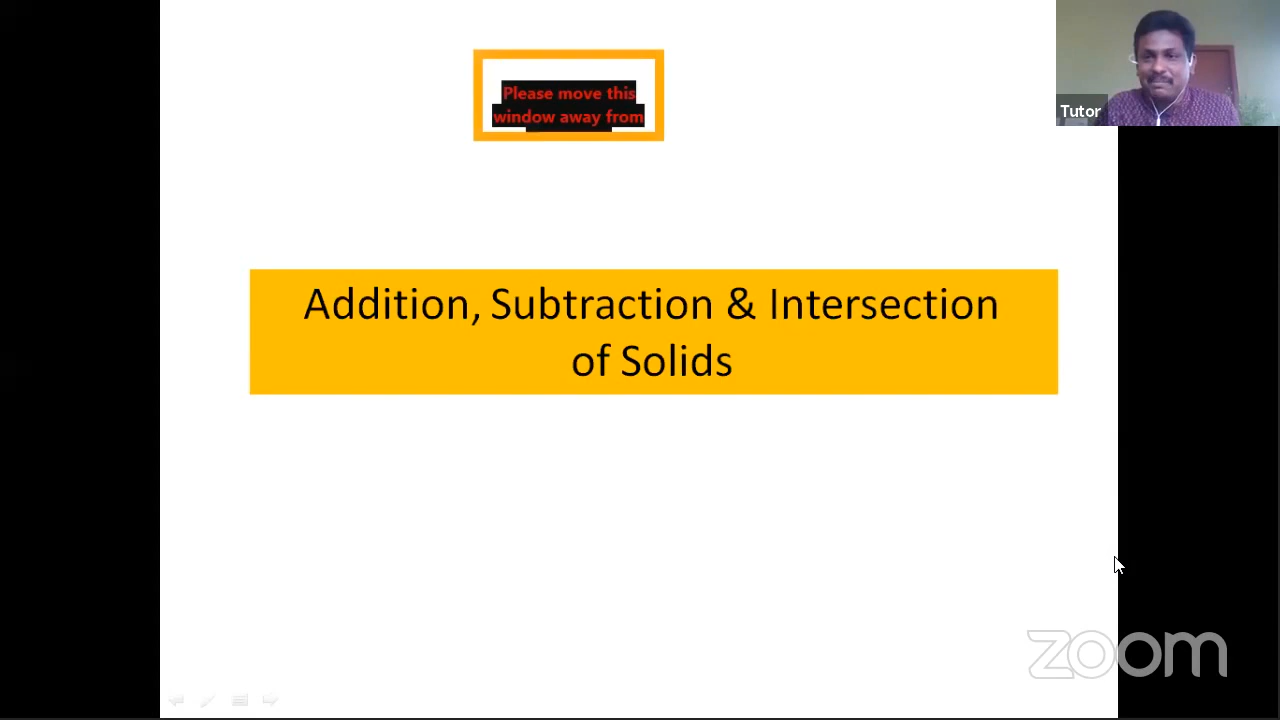 Please move this
window away from
Tutor
Addition, Subtraction & Intersection
of Solids
zoom